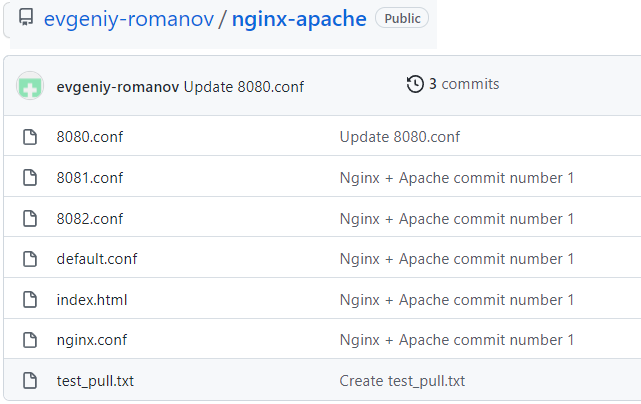 evgeniy-romanov / nginx-apache Public
evgeniy-romanov Update 8080.conf 3 commits
8080.conf Update 8080.conf
8081.conf Nginx + Apache commit number 1
8082.conf Nginx + Apache commit number 1
default.conf Nginx + Apache commit number 1
index.html Nginx + Apache commit number 1
nginx.conf Nginx + Apache commit number 1
test_pull.txt Create test_pull.txt